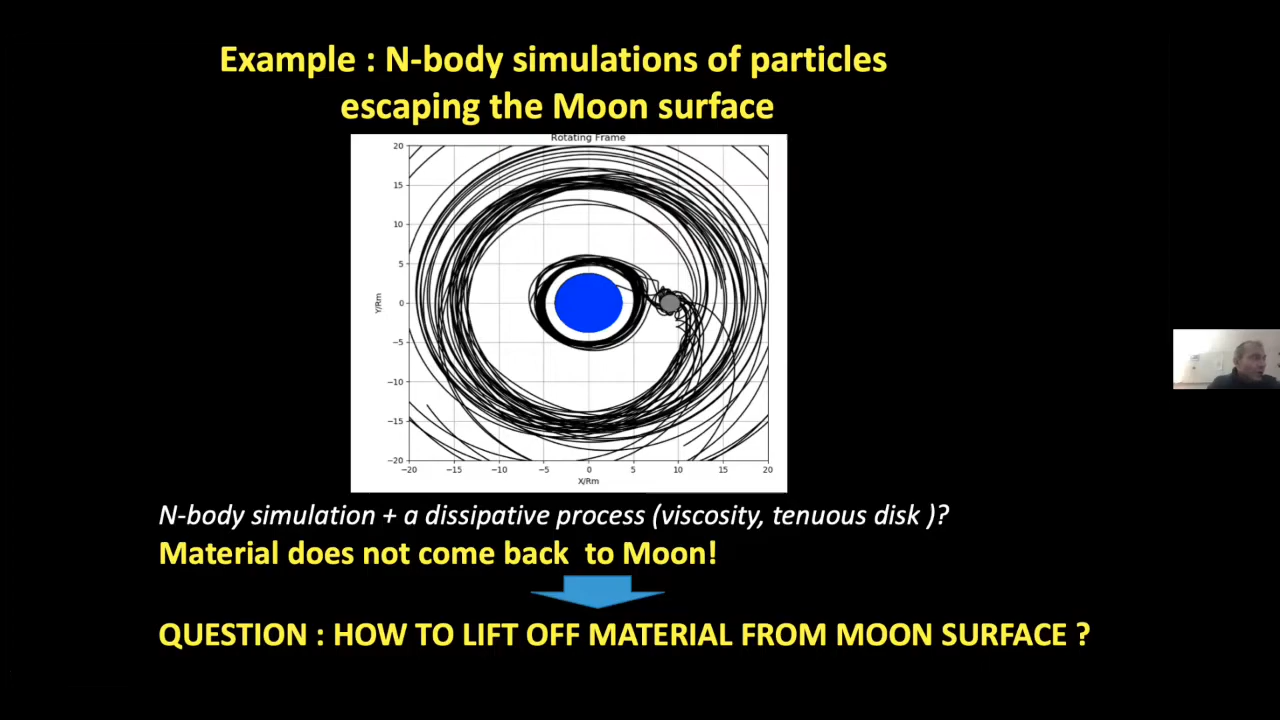 Example : N-body simulations of particles
escaping the Moon surface
Rotating Frame
20
15
10
5
0
−5
−10
−15
−20
Y/Rm
−20 −15 −10 −5 0 5 10 15 20
X/Rm
N-body simulation + a dissipative process (viscosity, tenuous disk )?
Material does not come back  to Moon!
QUESTION : HOW TO LIFT OFF MATERIAL FROM MOON SURFACE ?